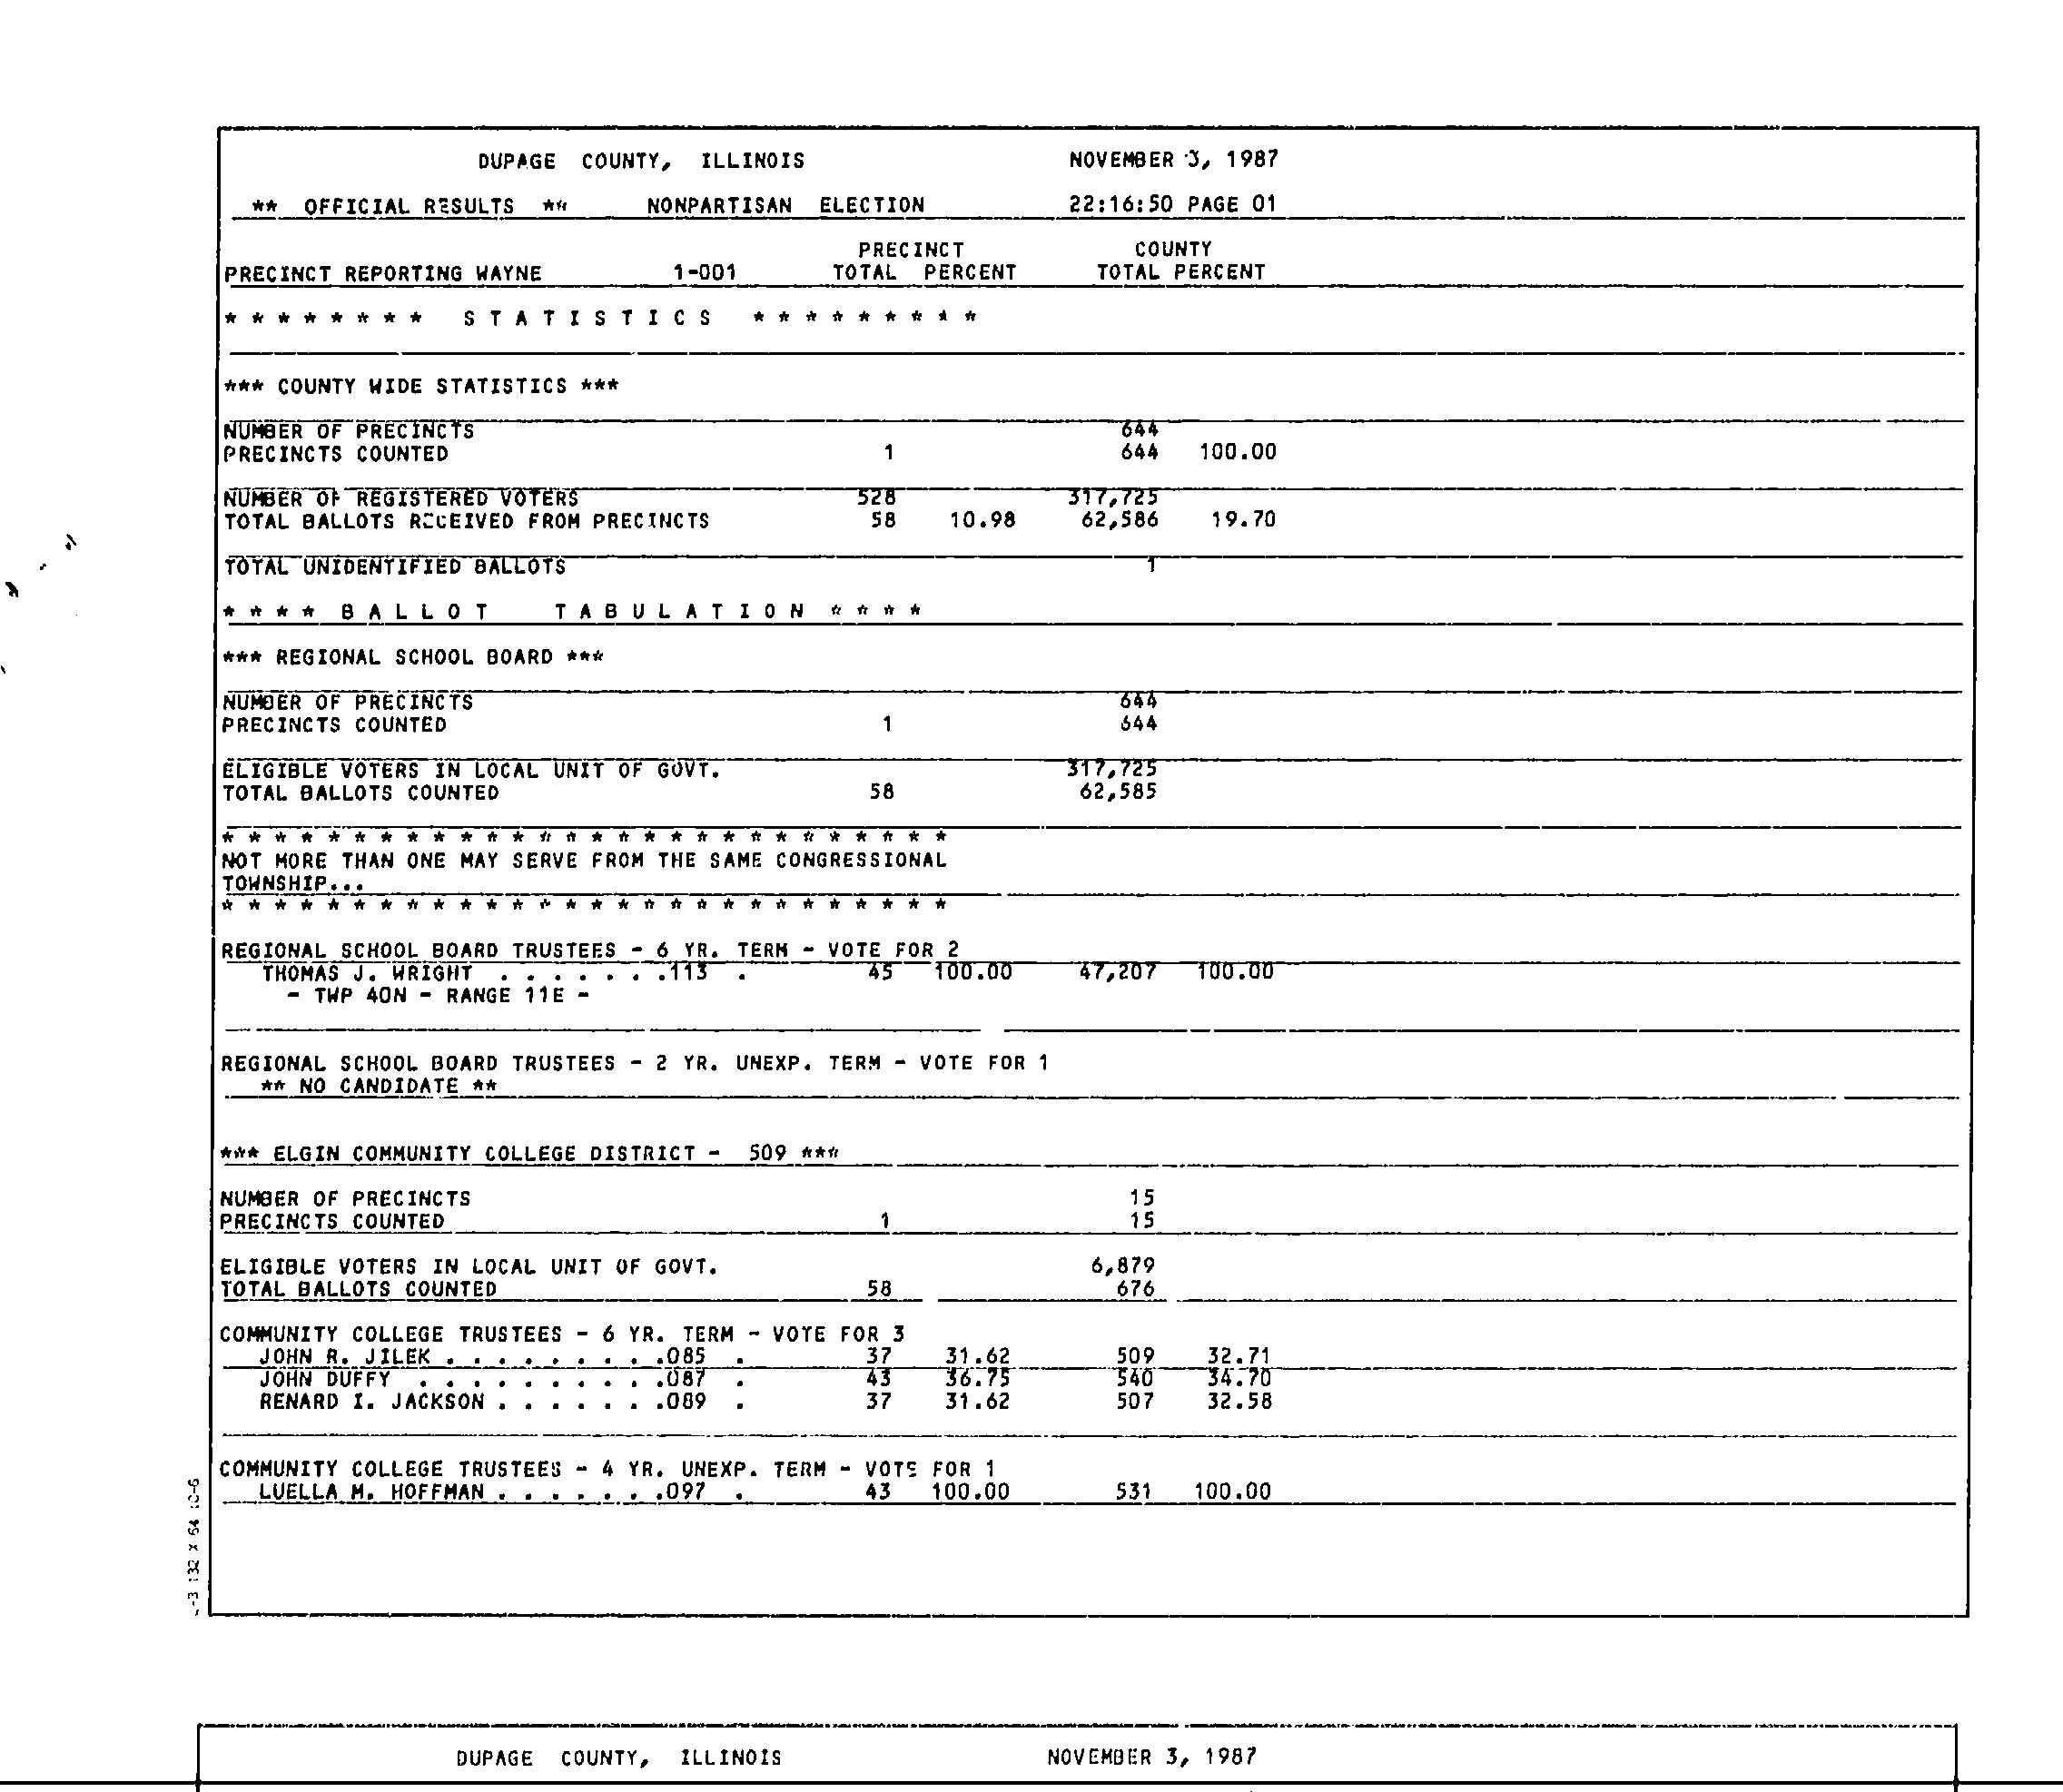 DUPAGE COUNTY, ILLINOIS NOVEMBER 3, 1987
** OFFICIAL RESULTS ** NONPARTISAN ELECTION 22:16:50 PAGE 01
PRECINCT COUNTY
PRECINCT REPORTING WAYNE 1-001 TOTAL PERCENT TOTAL PERCENT
* * * * * * * * S T A T I S T I C S * * * * * * * * *
*** COUNTY WIDE STATISTICS ***
NUMBER OF PRECINCTS 644
PRECINCTS COUNTED 1 644 100.00
NUMBER OF REGISTERED VOTERS 528 317,725
TOTAL BALLOTS RECEIVED FROM PRECINCTS 58 10.98 62,586 19.70
TOTAL UNIDENTIFIED BALLOTS 1
* * * * B A L L O T T A B U L A T I O N * * * *
*** REGIONAL SCHOOL BOARD ***
NUMBER OF PRECINCTS 644
PRECINCTS COUNTED 1 644
ELIGIBLE VOTERS IN LOCAL UNIT OF GOVT. 317,725
TOTAL BALLOTS COUNTED 58 62,585
* * * * * * * * * * * * * * * * * * * * * * * * * * * *
NOT MORE THAN ONE MAY SERVE FROM THE SAME CONGRESSIONAL
TOWNSHIP...
* * * * * * * * * * * * * * * * * * * * * * * * * * * *
REGIONAL SCHOOL BOARD TRUSTEES - 6 YR. TERM - VOTE FOR 2
THOMAS J. WRIGHT . . . . . . .113 . 45 100.00 47,207 100.00
- TWP 40N - RANGE 11E -
REGIONAL SCHOOL BOARD TRUSTEES - 2 YR. UNEXP. TERM - VOTE FOR 1
** NO CANDIDATE **
*** ELGIN COMMUNITY COLLEGE DISTRICT - 509 ***
NUMBER OF PRECINCTS 15
PRECINCTS COUNTED 1 15
ELIGIBLE VOTERS IN LOCAL UNIT OF GOVT. 6,879
TOTAL BALLOTS COUNTED 58 676
COMMUNITY COLLEGE TRUSTEES - 6 YR. TERM - VOTE FOR 3
JOHN R. JILEK . . . . . . . . .085 . 37 31.62 509 32.71
JOHN DUFFY . . . . . . . . . .087 . 43 36.75 540 34.70
RENARD I. JACKSON . . . . . . .089 . 37 31.62 507 32.58
COMMUNITY COLLEGE TRUSTEES - 4 YR. UNEXP. TERM - VOTE FOR 1
LUELLA M. HOFFMAN . . . . . . .097 . 43 100.00 531 100.00
DUPAGE COUNTY, ILLINOIS NOVEMBER 3, 1987